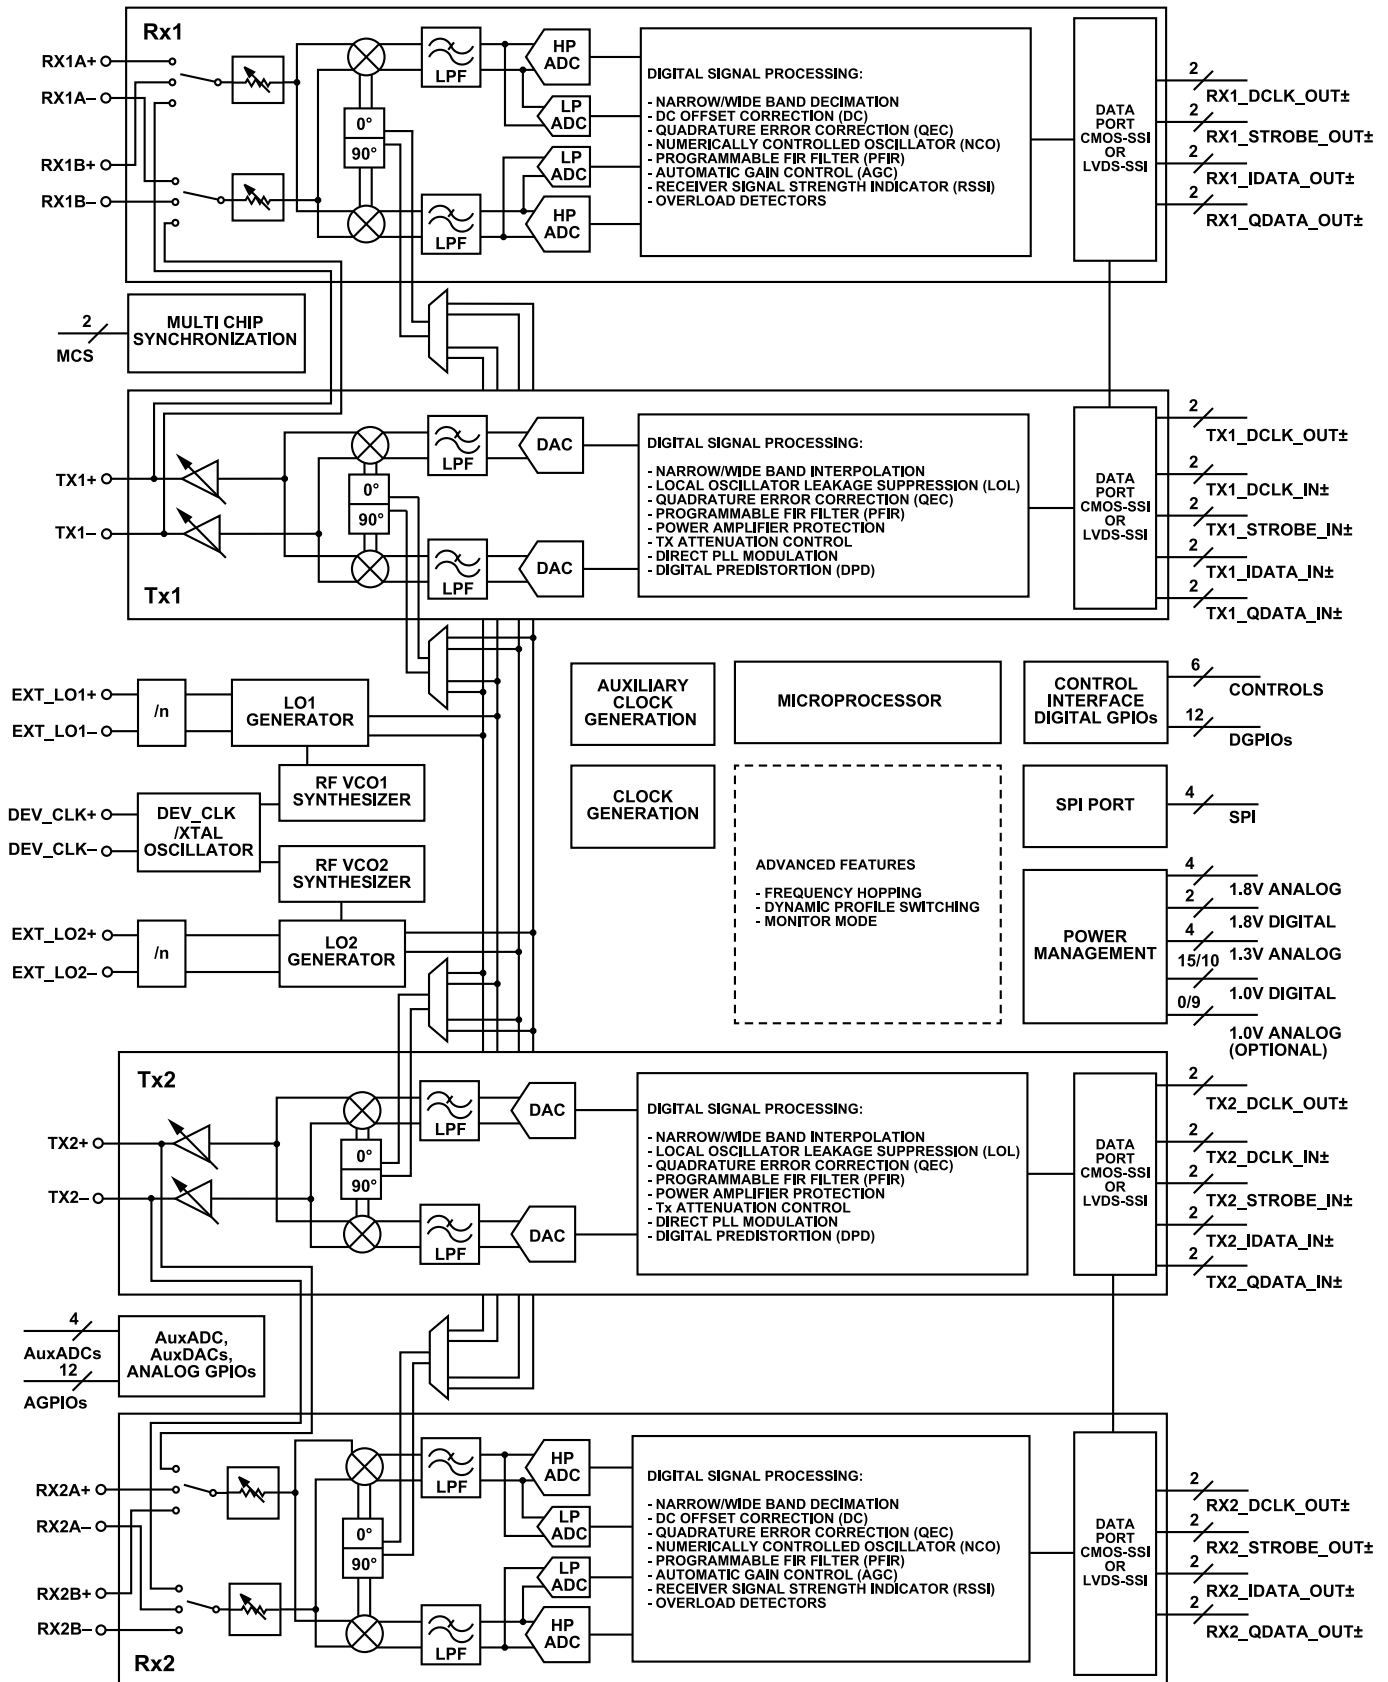 Rx1
RX1A+
RX1A–
RX1B+
RX1B–
LPF
LPF
0°
90°
HP
ADC
LP
ADC
LP
ADC
HP
ADC
DIGITAL SIGNAL PROCESSING:
- NARROW/WIDE BAND DECIMATION
- DC OFFSET CORRECTION (DC)
- QUADRATURE ERROR CORRECTION (QEC)
- NUMERICALLY CONTROLLED OSCILLATOR (NCO)
- PROGRAMMABLE FIR FILTER (PFIR)
- AUTOMATIC GAIN CONTROL (AGC)
- RECEIVER SIGNAL STRENGTH INDICATOR (RSSI)
- OVERLOAD DETECTORS
DATA
PORT
CMOS-SSI
OR
LVDS-SSI
2
RX1_DCLK_OUT±
2
RX1_STROBE_OUT±
2
RX1_IDATA_OUT±
2
RX1_QDATA_OUT±
2
MCS
MULTI CHIP
SYNCHRONIZATION
TX1+
TX1–
Tx1
LPF
LPF
0°
90°
DAC
DAC
DIGITAL SIGNAL PROCESSING:
- NARROW/WIDE BAND INTERPOLATION
- LOCAL OSCILLATOR LEAKAGE SUPPRESSION (LOL)
- QUADRATURE ERROR CORRECTION (QEC)
- PROGRAMMABLE FIR FILTER (PFIR)
- POWER AMPLIFIER PROTECTION
- TX ATTENUATION CONTROL
- DIRECT PLL MODULATION
- DIGITAL PREDISTORTION (DPD)
DATA
PORT
CMOS-SSI
OR
LVDS-SSI
2
TX1_DCLK_OUT±
2
TX1_DCLK_IN±
2
TX1_STROBE_IN±
2
TX1_IDATA_IN±
2
TX1_QDATA_IN±
EXT_LO1+
EXT_LO1–
/n
LO1
GENERATOR
RF VCO1
SYNTHESIZER
DEV_CLK+
DEV_CLK–
DEV_CLK
/XTAL
OSCILLATOR
RF VCO2
SYNTHESIZER
EXT_LO2+
EXT_LO2–
/n
LO2
GENERATOR
AUXILIARY
CLOCK
GENERATION
CLOCK
GENERATION
MICROPROCESSOR
ADVANCED FEATURES
- FREQUENCY HOPPING
- DYNAMIC PROFILE SWITCHING
- MONITOR MODE
CONTROL
INTERFACE
DIGITAL GPIOs
6
CONTROLS
12
DGPIOs
SPI PORT
4
SPI
POWER
MANAGEMENT
4
1.8V ANALOG
2
1.8V DIGITAL
4
1.3V ANALOG
15/10
1.0V DIGITAL
0/9
1.0V ANALOG
(OPTIONAL)
Tx2
TX2+
TX2–
LPF
LPF
0°
90°
DAC
DAC
DIGITAL SIGNAL PROCESSING:
- NARROW/WIDE BAND INTERPOLATION
- LOCAL OSCILLATOR LEAKAGE SUPPRESSION (LOL)
- QUADRATURE ERROR CORRECTION (QEC)
- PROGRAMMABLE FIR FILTER (PFIR)
- POWER AMPLIFIER PROTECTION
- Tx ATTENUATION CONTROL
- DIRECT PLL MODULATION
- DIGITAL PREDISTORTION (DPD)
DATA
PORT
CMOS-SSI
OR
LVDS-SSI
2
TX2_DCLK_OUT±
2
TX2_DCLK_IN±
2
TX2_STROBE_IN±
2
TX2_IDATA_IN±
2
TX2_QDATA_IN±
4
AuxADCs
12
AGPIOs
AuxADC,
AuxDACs,
ANALOG GPIOs
RX2A+
RX2A–
RX2B+
RX2B–
Rx2
LPF
LPF
0°
90°
HP
ADC
LP
ADC
LP
ADC
HP
ADC
DIGITAL SIGNAL PROCESSING:
- NARROW/WIDE BAND DECIMATION
- DC OFFSET CORRECTION (DC)
- QUADRATURE ERROR CORRECTION (QEC)
- NUMERICALLY CONTROLLED OSCILLATOR (NCO)
- PROGRAMMABLE FIR FILTER (PFIR)
- AUTOMATIC GAIN CONTROL (AGC)
- RECEIVER SIGNAL STRENGTH INDICATOR (RSSI)
- OVERLOAD DETECTORS
DATA
PORT
CMOS-SSI
OR
LVDS-SSI
2
RX2_DCLK_OUT±
2
RX2_STROBE_OUT±
2
RX2_IDATA_OUT±
2
RX2_QDATA_OUT±